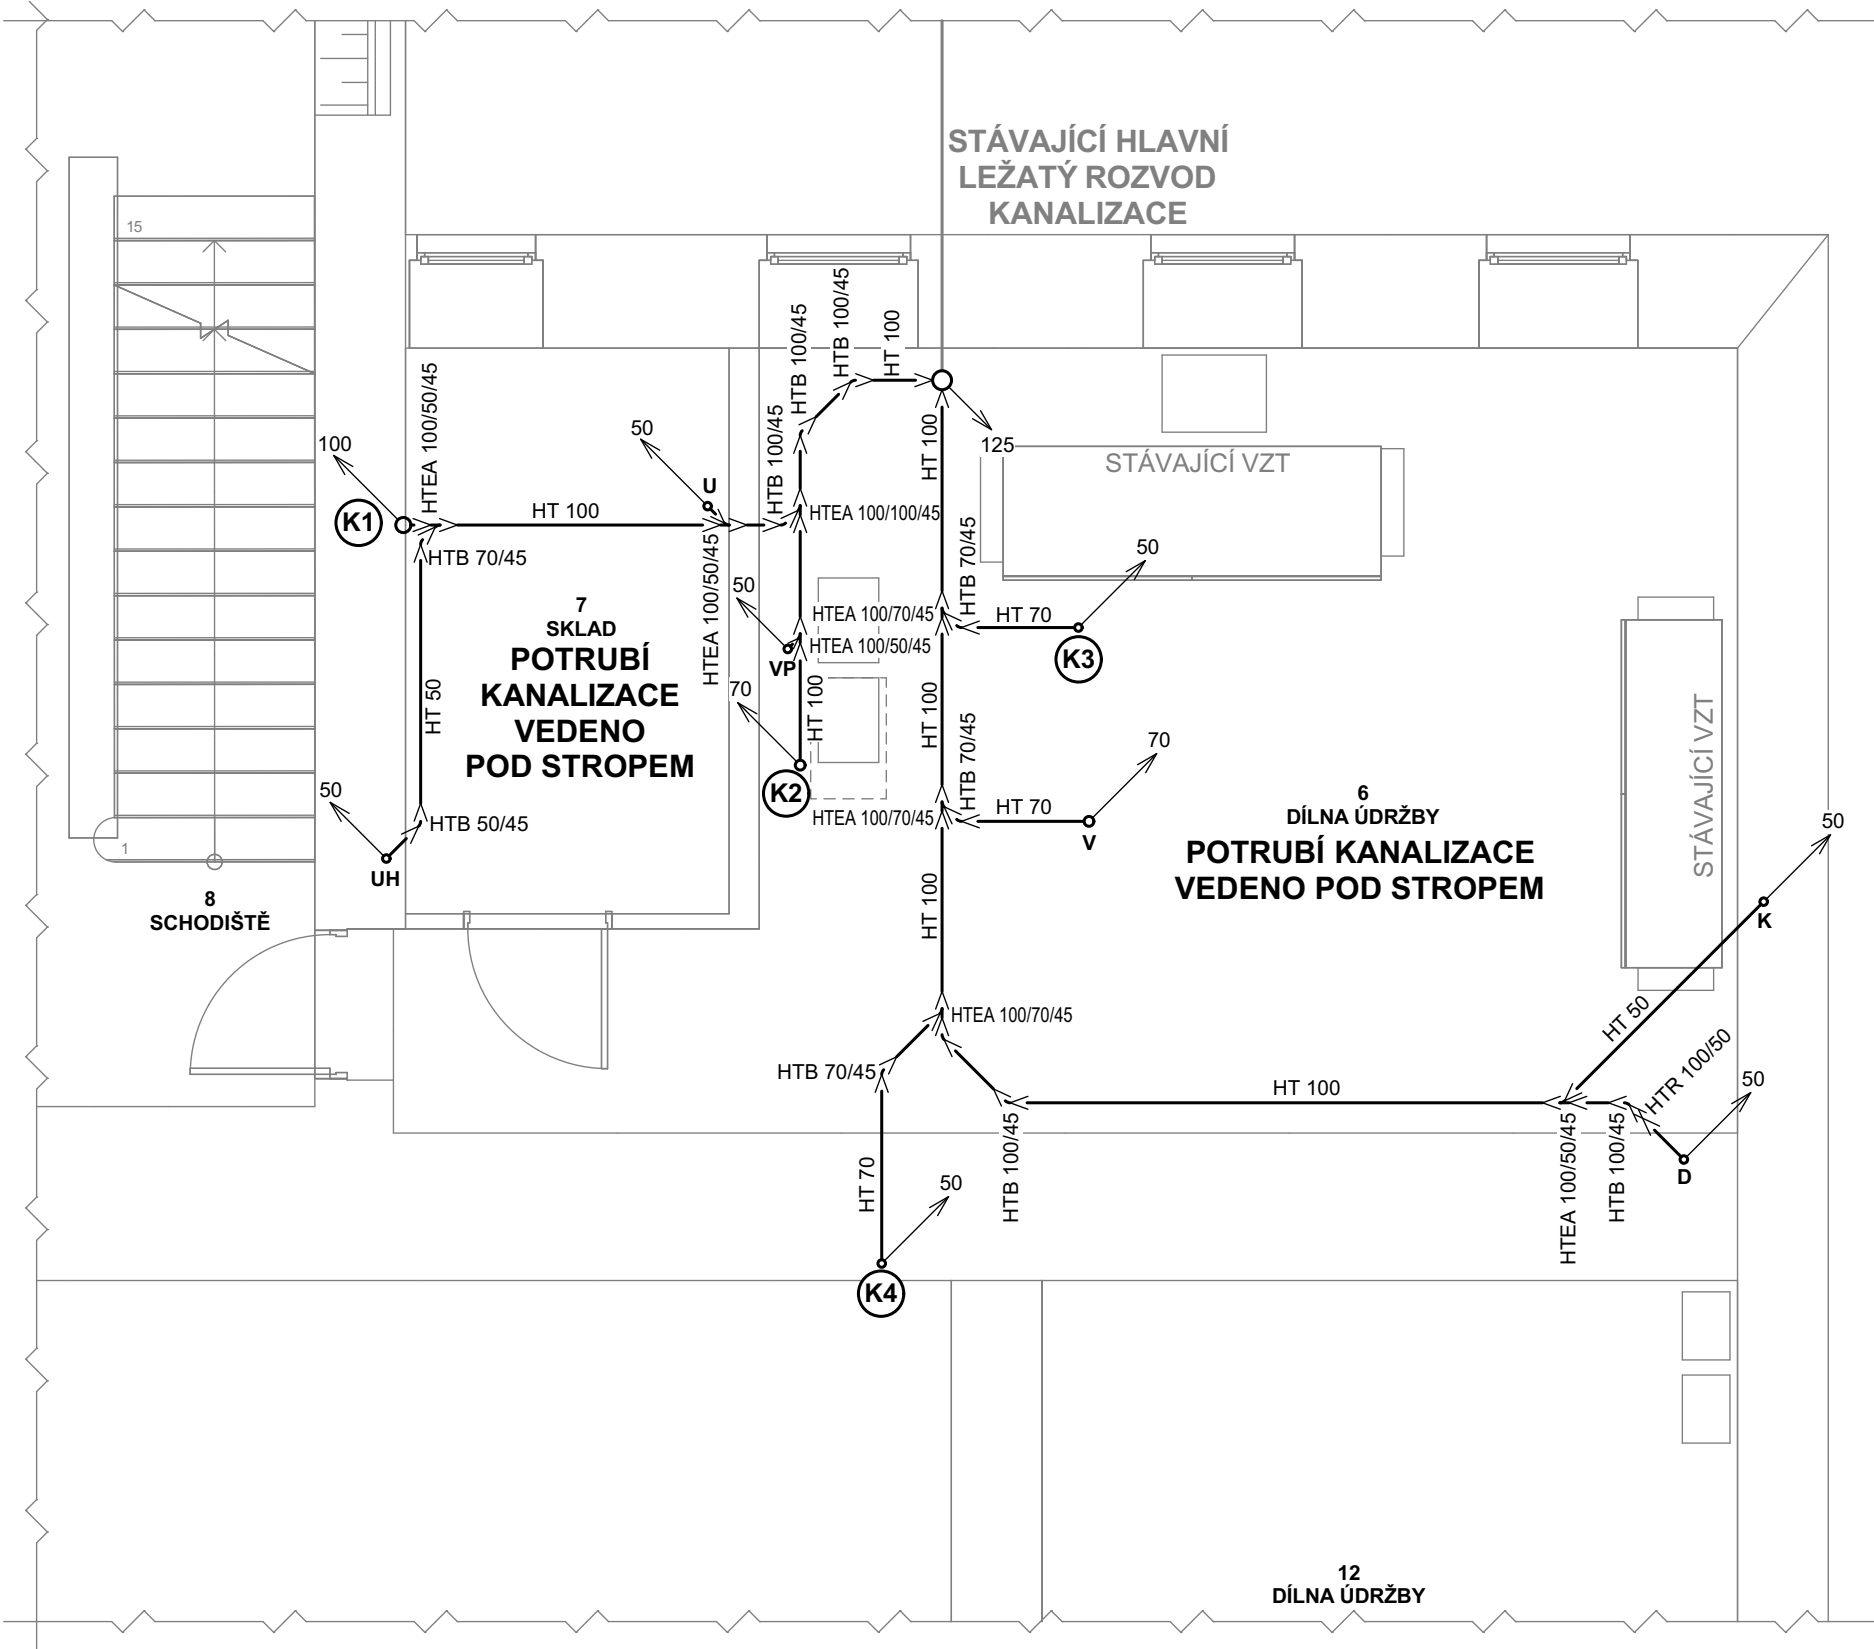 STÁVAJÍCÍ HLAVNÍ
LEŽATÝ ROZVOD
KANALIZACE
15
HTB 100/45
HTB 100/45
HT 100
HTEA 100/50/45
50
100
U
HTB 100/45
HT 100
125
STÁVAJÍCÍ VZT
K1
HT 100
HTEA 100/100/45
HTB 70/45
HTEA 100/50/45
50
HTB 70/45
50
7
SKLAD
POTRUBÍ
KANALIZACE
VEDENO
POD STROPEM
HTEA 100/70/45
HT 70
HTEA 100/50/45
VP
K3
HT 50
70
HT 100
HT 100
HTB 70/45
70
STÁVAJÍCÍ VZT
50
K2
HTB 50/45
HTEA 100/70/45
HT 70
V
6
DÍLNA ÚDRŽBY
POTRUBÍ KANALIZACE
VEDENO POD STROPEM
50
1
UH
8
SCHODIŠTĚ
HT 100
K
HTEA 100/70/45
HT 50
HTR 100/50
HTB 70/45
HT 100
50
HTB 100/45
HTEA 100/50/45
HTB 100/45
D
HT 70
50
K4
12
DÍLNA ÚDRŽBY